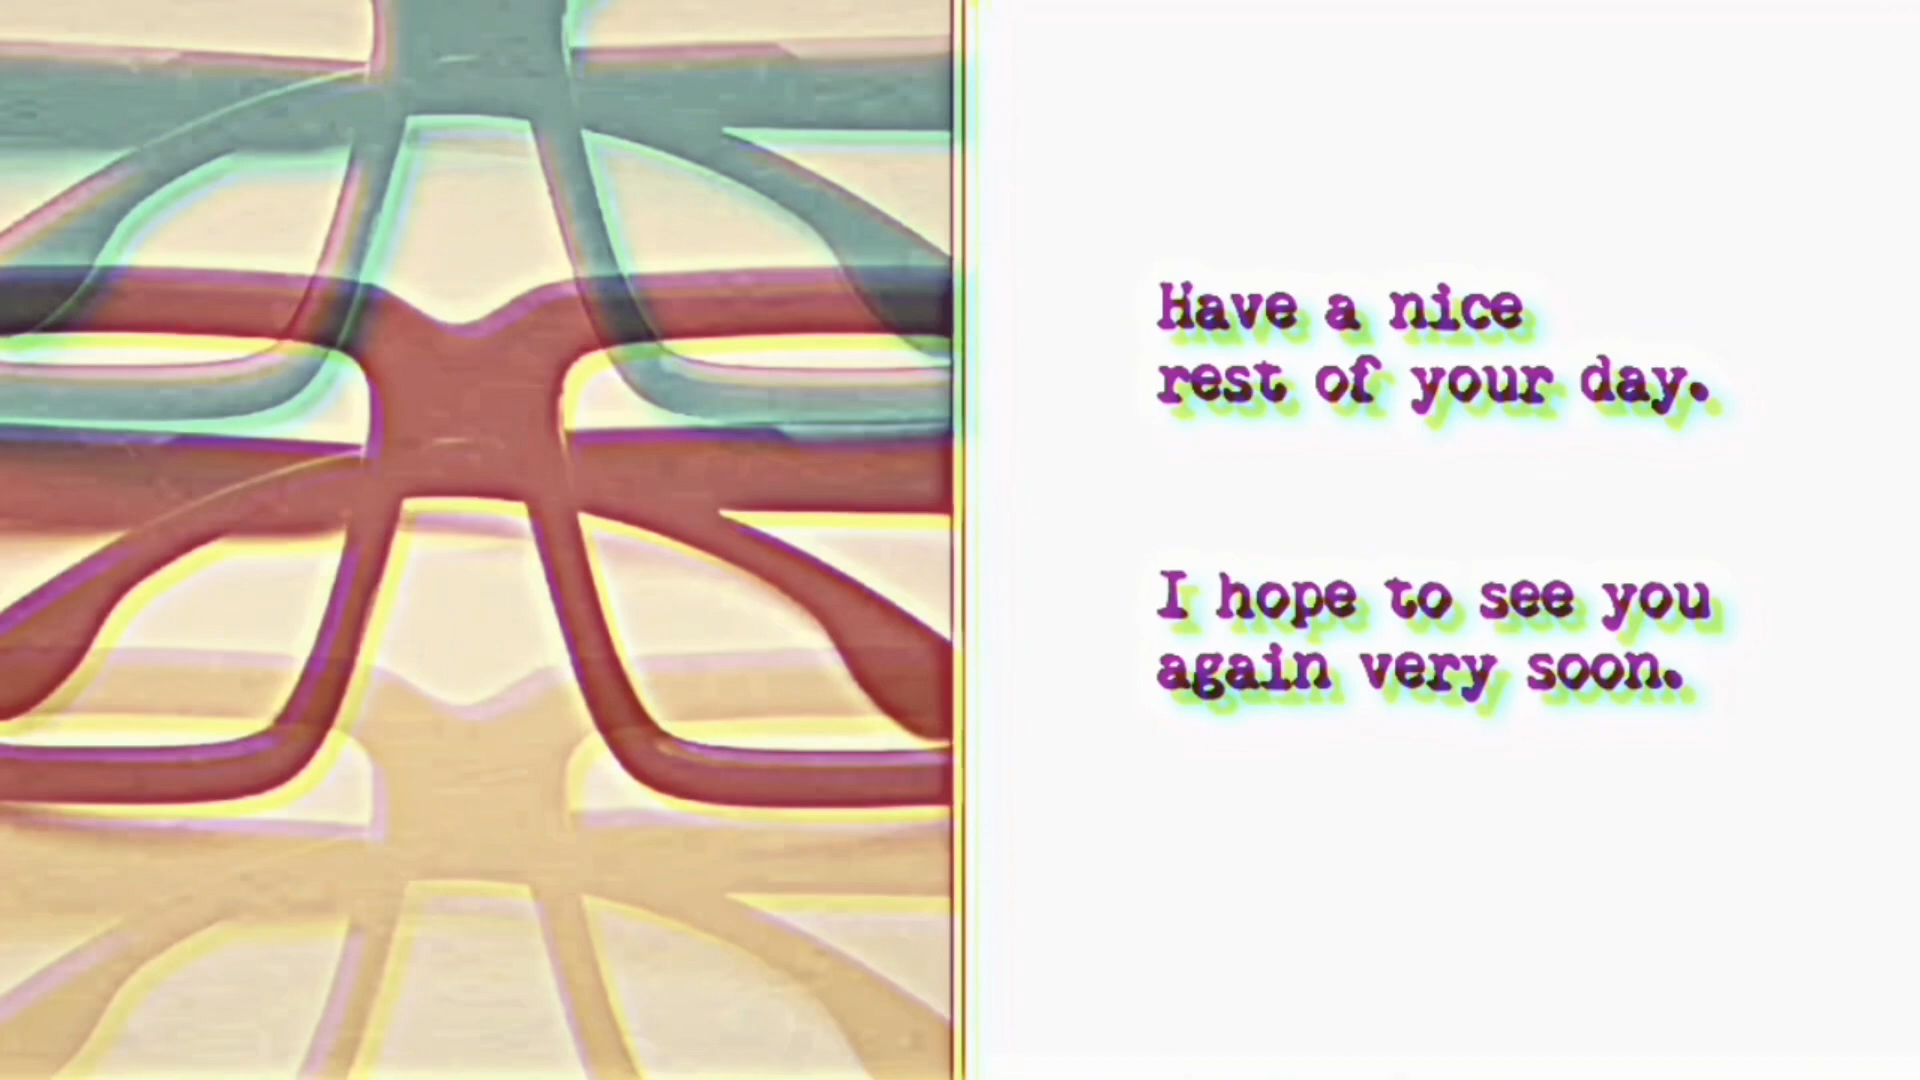 Have a nice
rest of your day.
I hope to see you
again very soon.